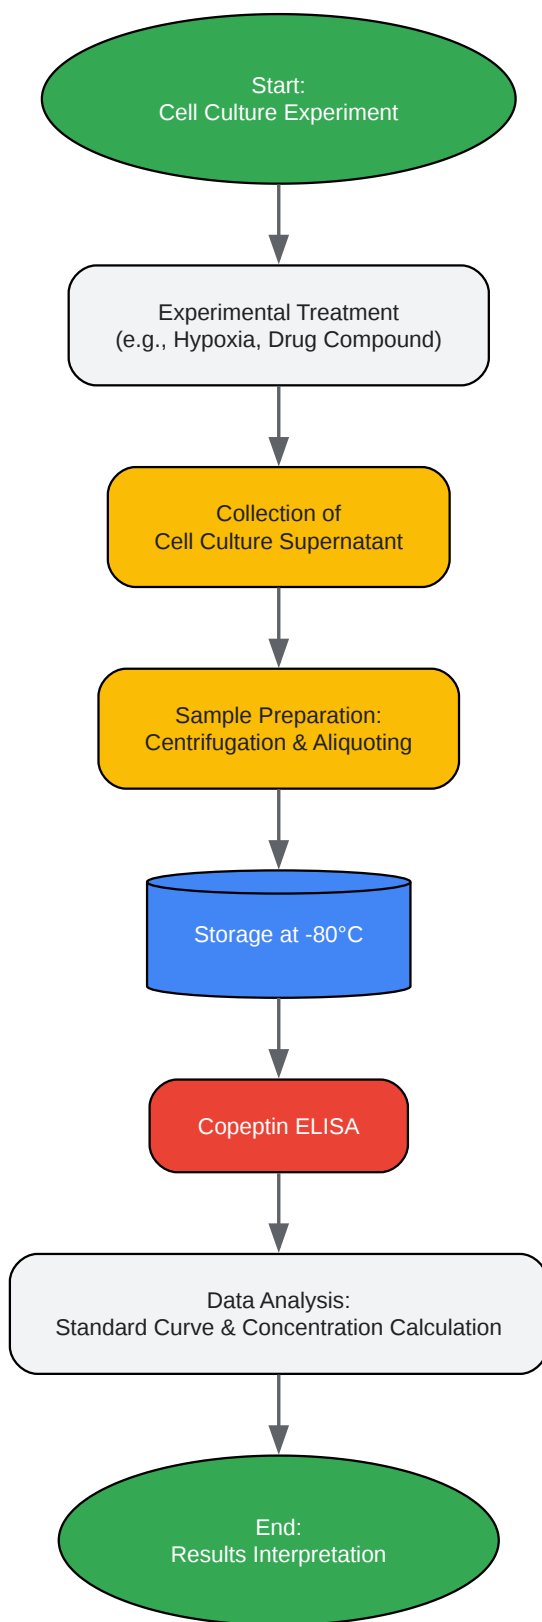 Start:
Cell Culture Experiment
Experimental Treatment
(e.g., Hypoxia, Drug Compound)
Collection of
Cell Culture Supernatant
Sample Preparation:
Centrifugation & Aliquoting
Storage at -80°C
Copeptin ELISA
Data Analysis:
Standard Curve & Concentration Calculation
End:
Results Interpretation